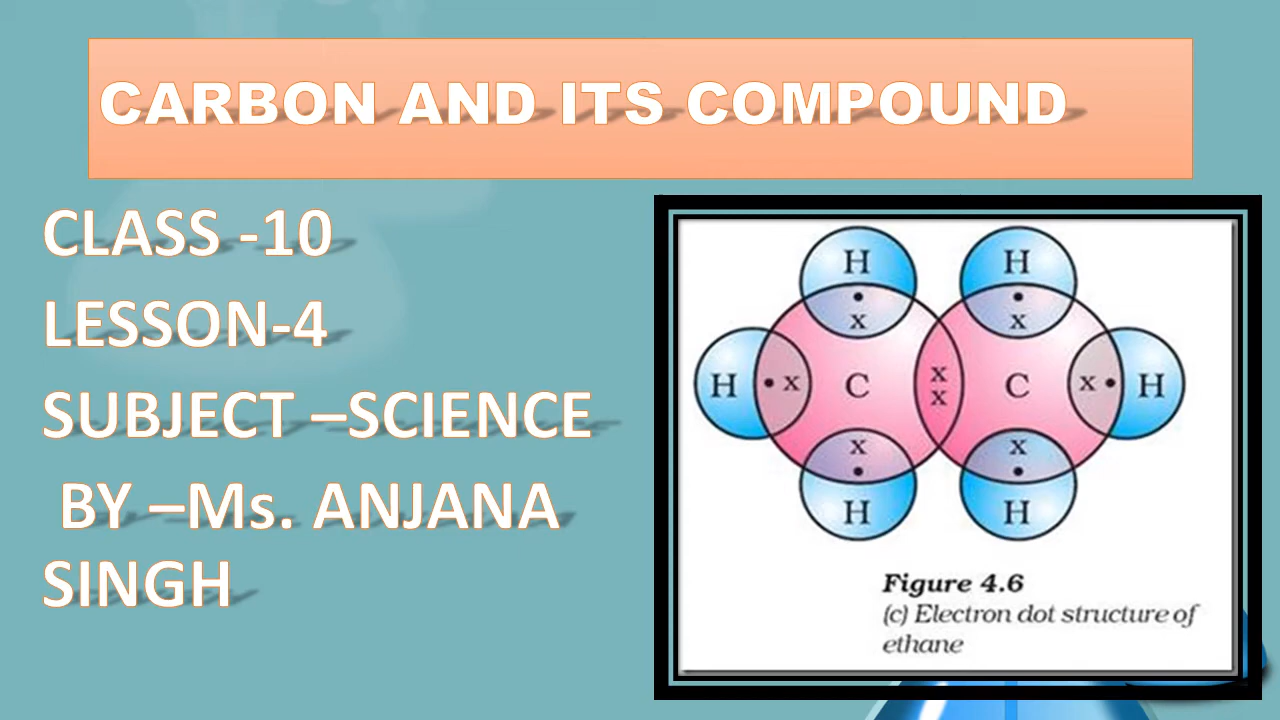 CARBON AND ITS COMPOUND
CLASS -10
LESSON-4
SUBJECT –SCIENCE
BY –Ms. ANJANA
SINGH
H H
• •
x x
H • x C x x C x • H
x x
• •
H H
Figure 4.6
(c) Electron dot structure of
ethane